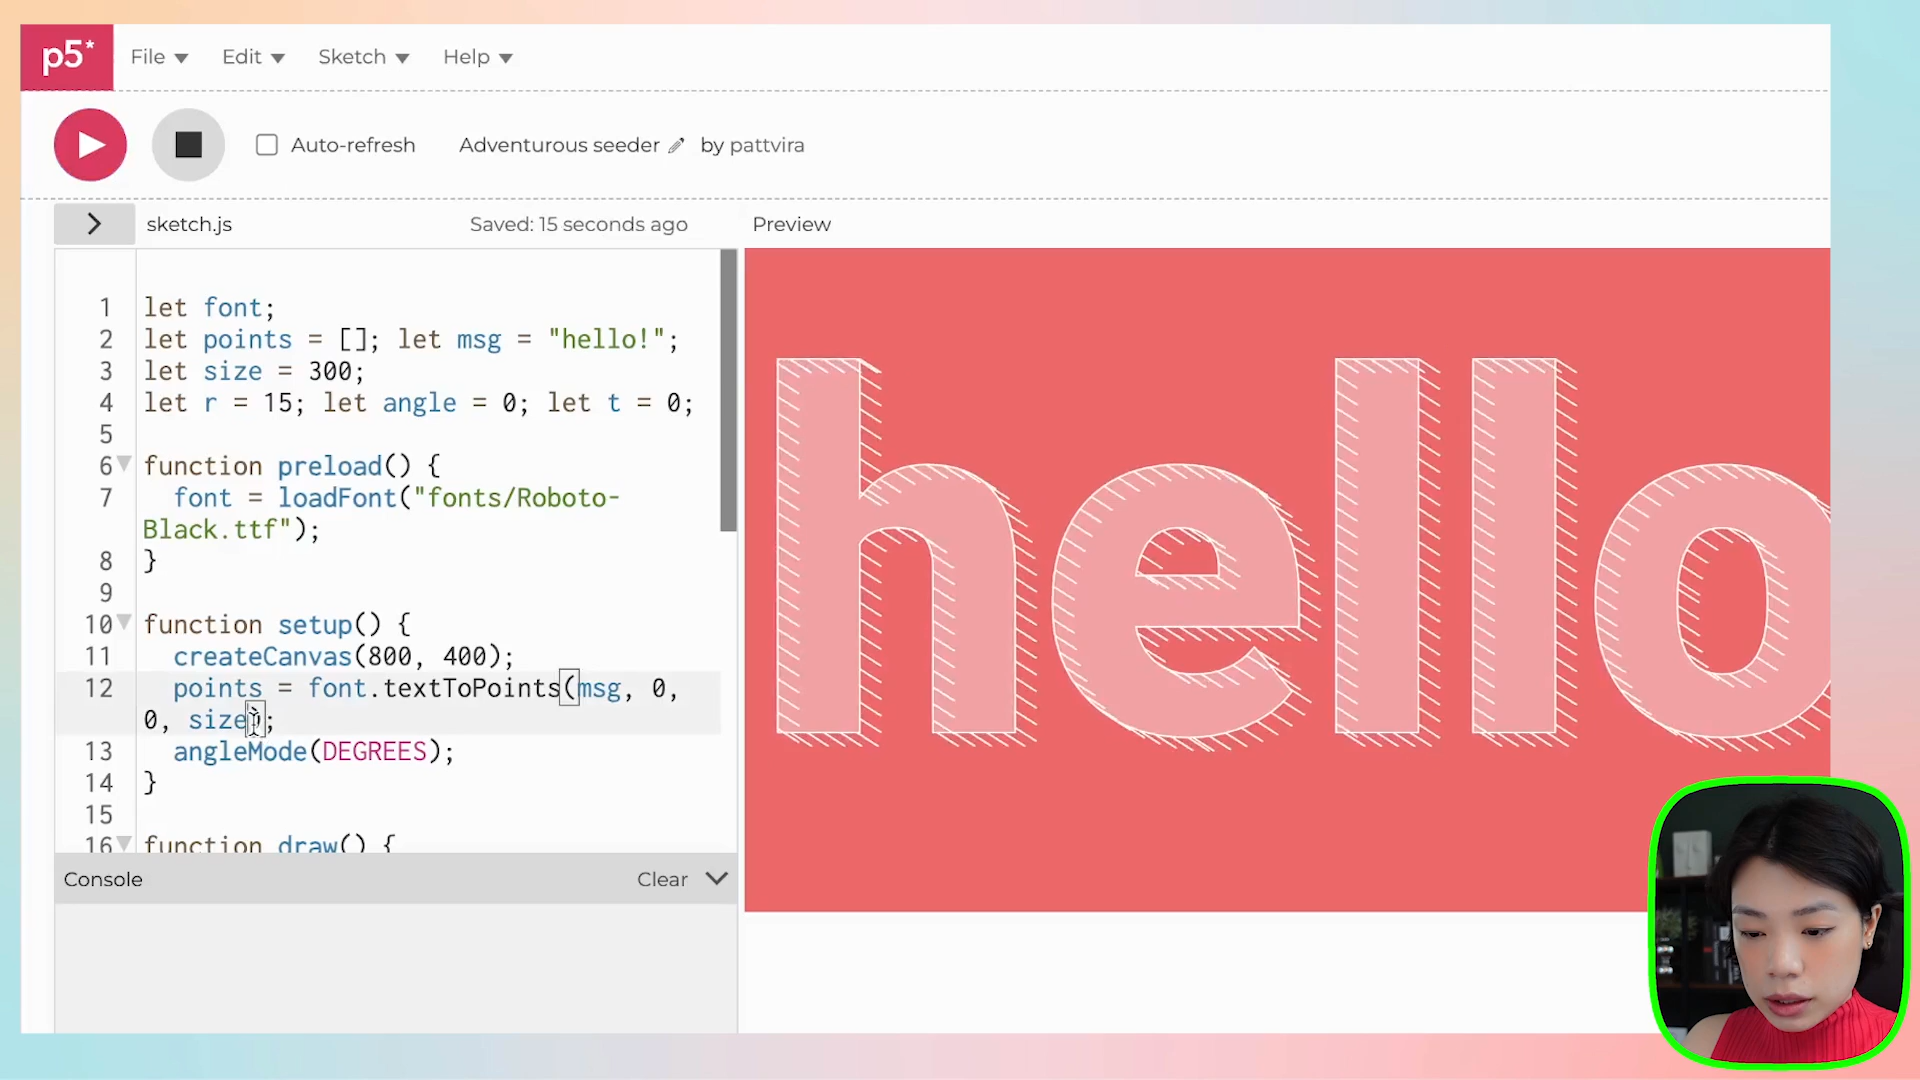 p5* File Edit Sketch Help
Auto-refresh Adventurous seeder by pattvira
sketch.js Saved: 15 seconds ago Preview
1 let font;
2 let points = []; let msg = "hello!";
3 let size = 300;
4 let r = 15; let angle = 0; let t = 0;
5
6 function preload() {
7 font = loadFont("fonts/Roboto-
Black.ttf");
8 }
9
10 function setup() {
11 createCanvas(800, 400);
12 points = font.textToPoints(msg, 0,
0, size);
13 angleMode(DEGREES);
14 }
15
16 function draw() {
Console Clear
hello